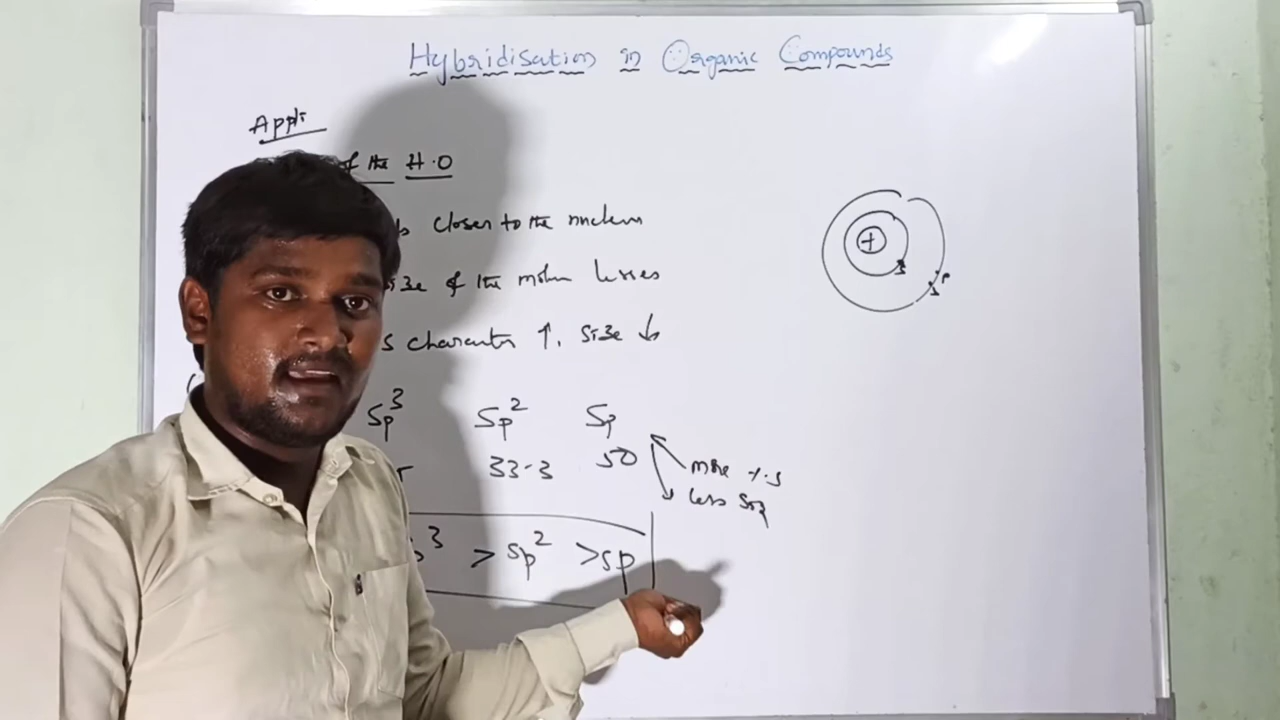 Hybridisation in Organic Compounds
Appli
of the H.O
closer to the nucleus
size of the molecu lesses
s character ↑, size ↓
Sp³ Sp² Sp
33.3 50
more %.s
less size
> sp² > sp
+
s
s p